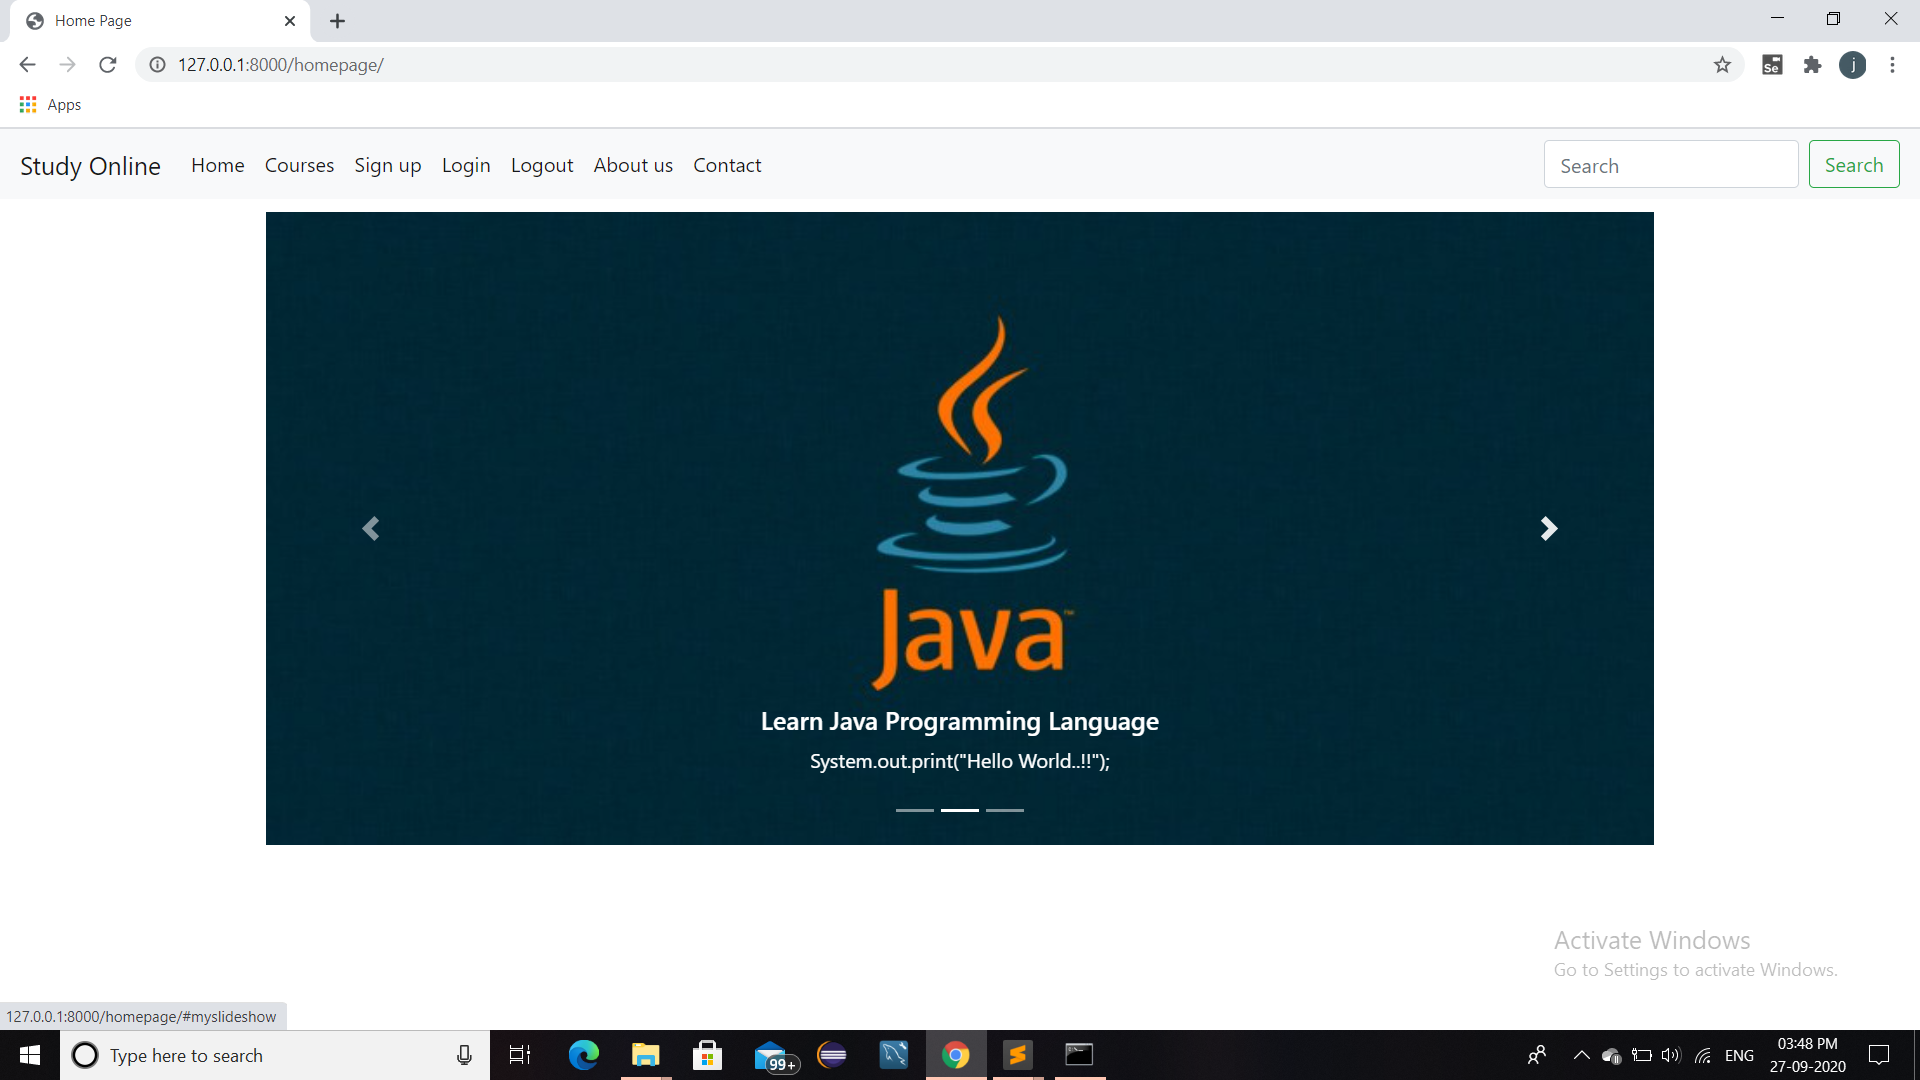 Home Page
127.0.0.1:8000/homepage/
Se
j
Apps
Study Online Home Courses Sign up Login Logout About us Contact Search Search
Java™
Learn Java Programming Language
System.out.print("Hello World..!!");
Activate Windows
Go to Settings to activate Windows.
127.0.0.1:8000/homepage/#myslideshow
Type here to search
99+
ENG
03:48 PM
27-09-2020